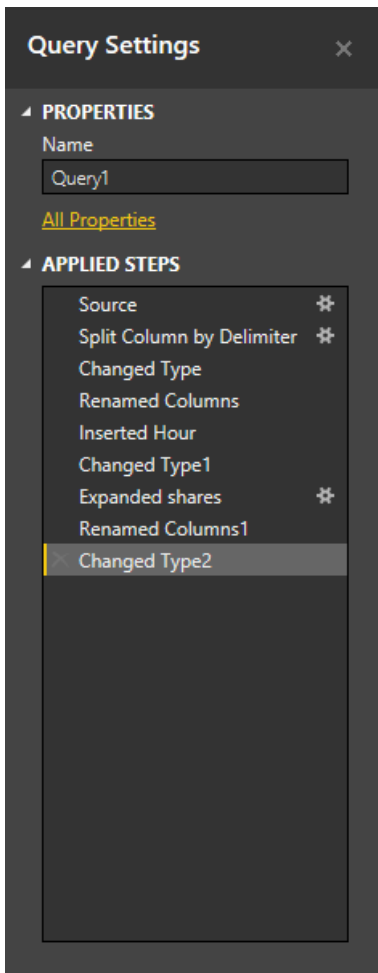 Query Settings
PROPERTIES
Name
Query1
All Properties
APPLIED STEPS
Source
Split Column by Delimiter
Changed Type
Renamed Columns
Inserted Hour
Changed Type1
Expanded shares
Renamed Columns1
Changed Type2